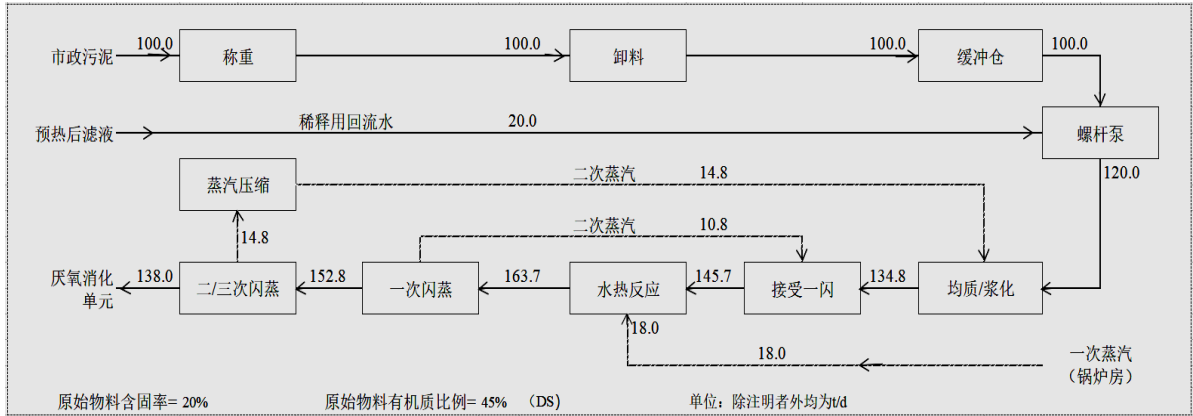 市政污泥 100.0 称重 100.0 卸料 100.0 缓冲仓 100.0
预热后滤液 稀释用回流水 20.0 螺杆泵
120.0
蒸汽压缩 二次蒸汽 14.8
14.8 二次蒸汽 10.8
厌氧消化
单元
138.0 二/三次闪蒸 152.8 一次闪蒸 163.7 水热反应 145.7 接受一闪 134.8 均质/浆化
18.0
18.0 一次蒸汽
(锅炉房)
原始物料含固率= 20% 原始物料有机质比例= 45% (DS) 单位：除注明者外均为t/d